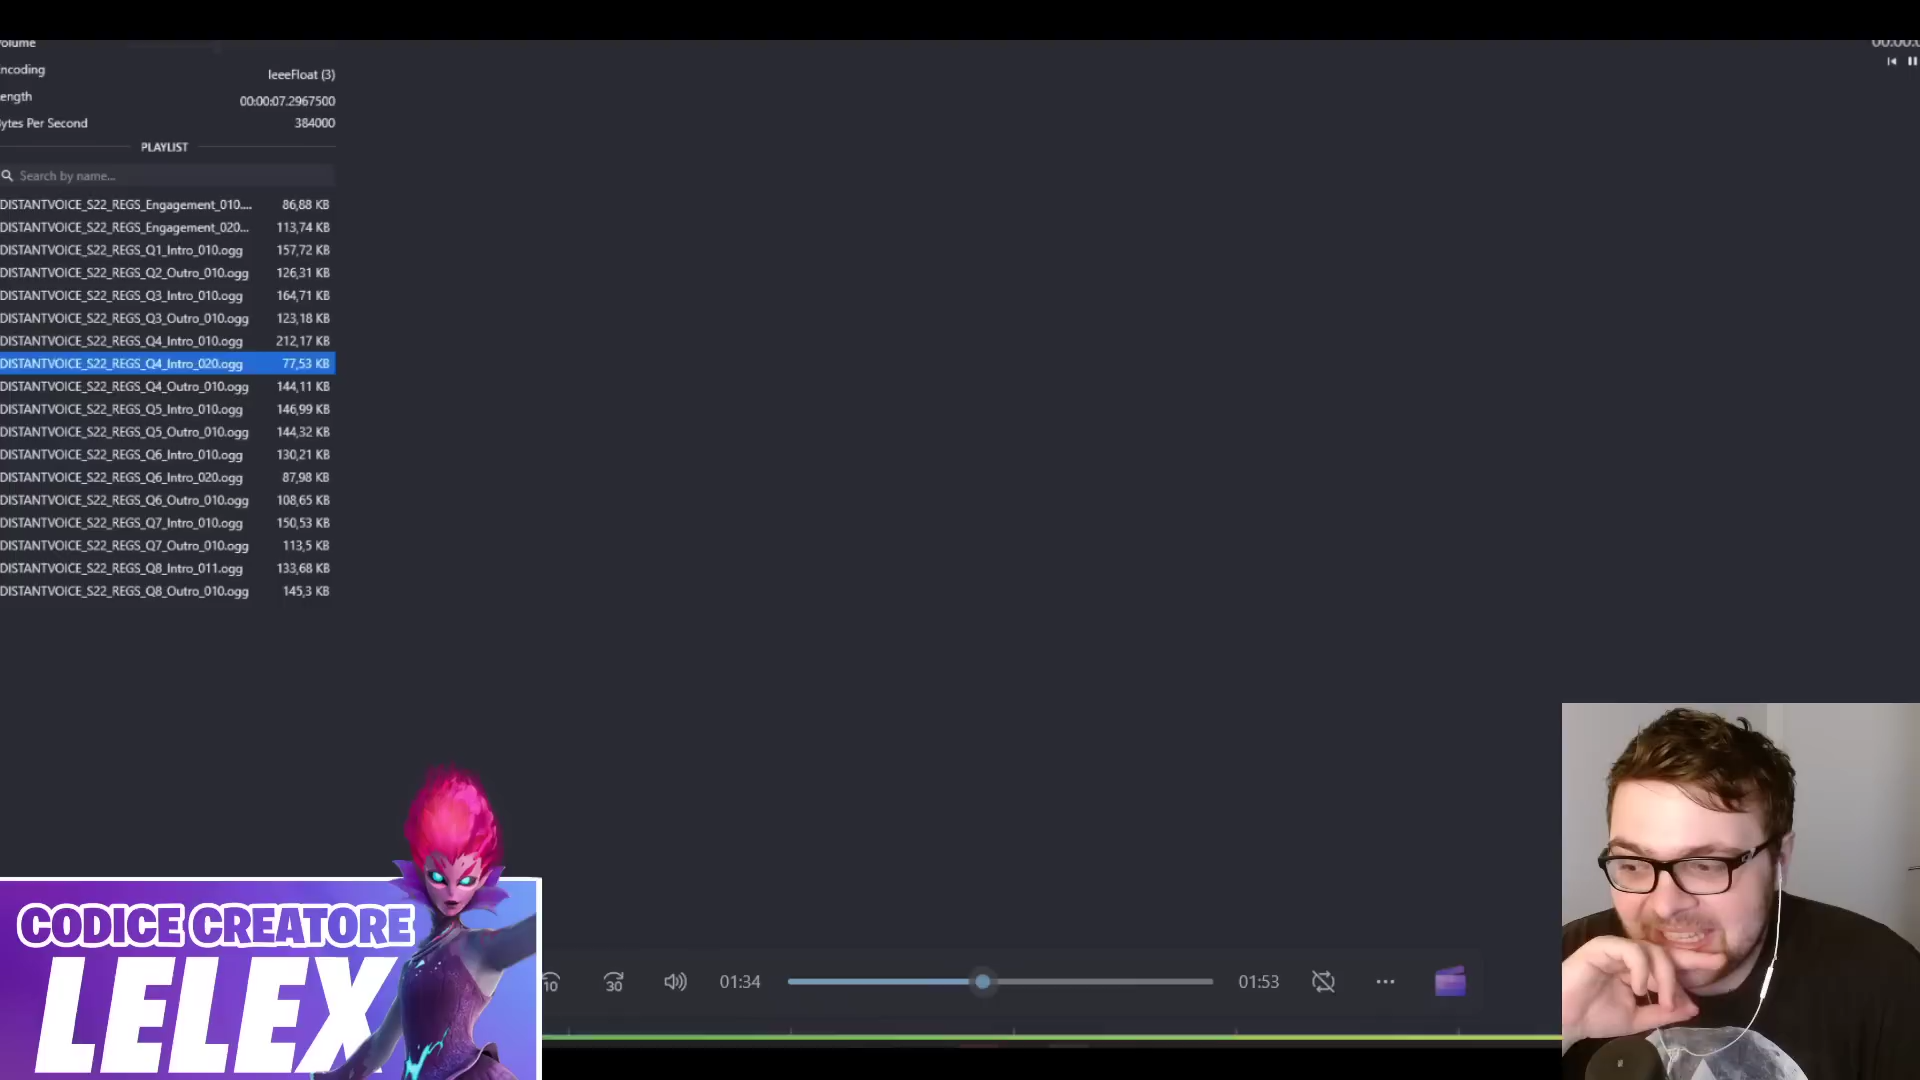 olume
ncoding IeeeFloat (3)
ength 00:00:07.2967500
ytes Per Second 384000
PLAYLIST
Search by name...
DISTANTVOICE_S22_REGS_Engagement_010.... 86,88 KB
DISTANTVOICE_S22_REGS_Engagement_020... 113,74 KB
DISTANTVOICE_S22_REGS_Q1_Intro_010.ogg 157,72 KB
DISTANTVOICE_S22_REGS_Q2_Outro_010.ogg 126,31 KB
DISTANTVOICE_S22_REGS_Q3_Intro_010.ogg 164,71 KB
DISTANTVOICE_S22_REGS_Q3_Outro_010.ogg 123,18 KB
DISTANTVOICE_S22_REGS_Q4_Intro_010.ogg 212,17 KB
DISTANTVOICE_S22_REGS_Q4_Intro_020.ogg 77,53 KB
DISTANTVOICE_S22_REGS_Q4_Outro_010.ogg 144,11 KB
DISTANTVOICE_S22_REGS_Q5_Intro_010.ogg 146,99 KB
DISTANTVOICE_S22_REGS_Q5_Outro_010.ogg 144,32 KB
DISTANTVOICE_S22_REGS_Q6_Intro_010.ogg 130,21 KB
DISTANTVOICE_S22_REGS_Q6_Intro_020.ogg 87,98 KB
DISTANTVOICE_S22_REGS_Q6_Outro_010.ogg 108,65 KB
DISTANTVOICE_S22_REGS_Q7_Intro_010.ogg 150,53 KB
DISTANTVOICE_S22_REGS_Q7_Outro_010.ogg 113,5 KB
DISTANTVOICE_S22_REGS_Q8_Intro_011.ogg 133,68 KB
DISTANTVOICE_S22_REGS_Q8_Outro_010.ogg 145,3 KB
CODICE CREATORE
LELEX
10 30 01:34 01:53